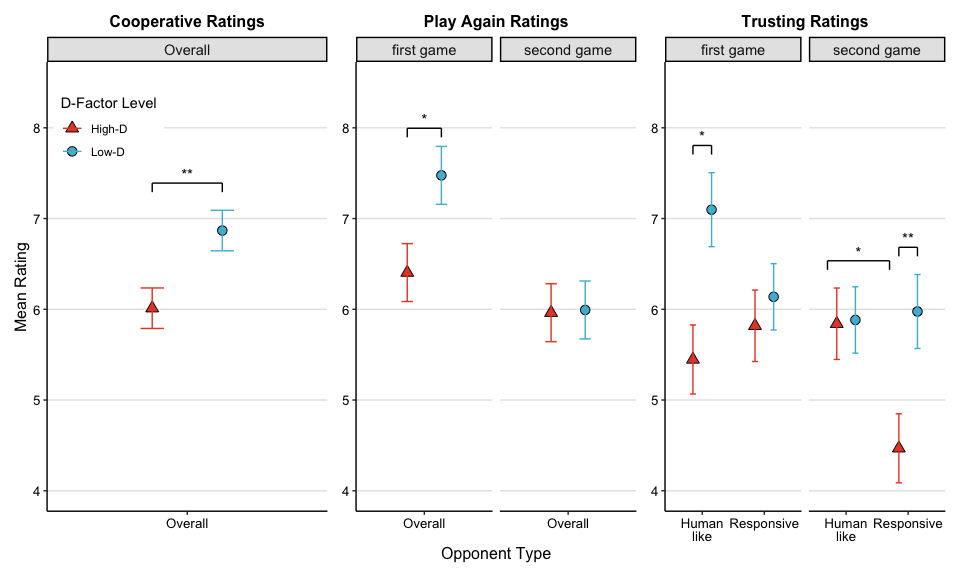 Cooperative Ratings
Play Again Ratings
Trusting Ratings
Overall
first game
second game
first game
second game
D-Factor Level
High-D
Low-D
**
*
*
*
**
Mean Rating
8
7
6
5
4
8
7
6
5
4
8
7
6
5
4
Overall
Overall
Overall
Human
like
Responsive
Human
like
Responsive
Opponent Type